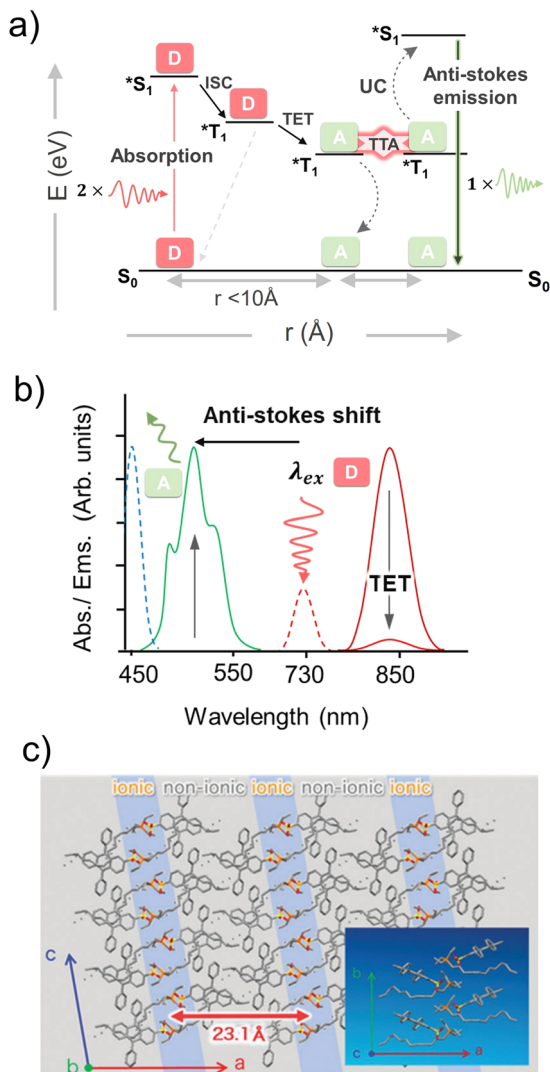 a)
*S1
Anti-stokes
emission
UC
*S1
D
ISC
D
*T1
TET
A
TTA
A
*T1
*T1
Absorption
2 ×
1 ×
E (eV)
D
A
A
S0
S0
r <10Å
r (Å)
b)
Anti-stokes shift
A
λex
D
TET
Abs./ Ems. (Arb. units)
450
550
730
850
Wavelength (nm)
c)
ionic non-ionic ionic non-ionic ionic
c
b
a
23.1 Å
b
c
a